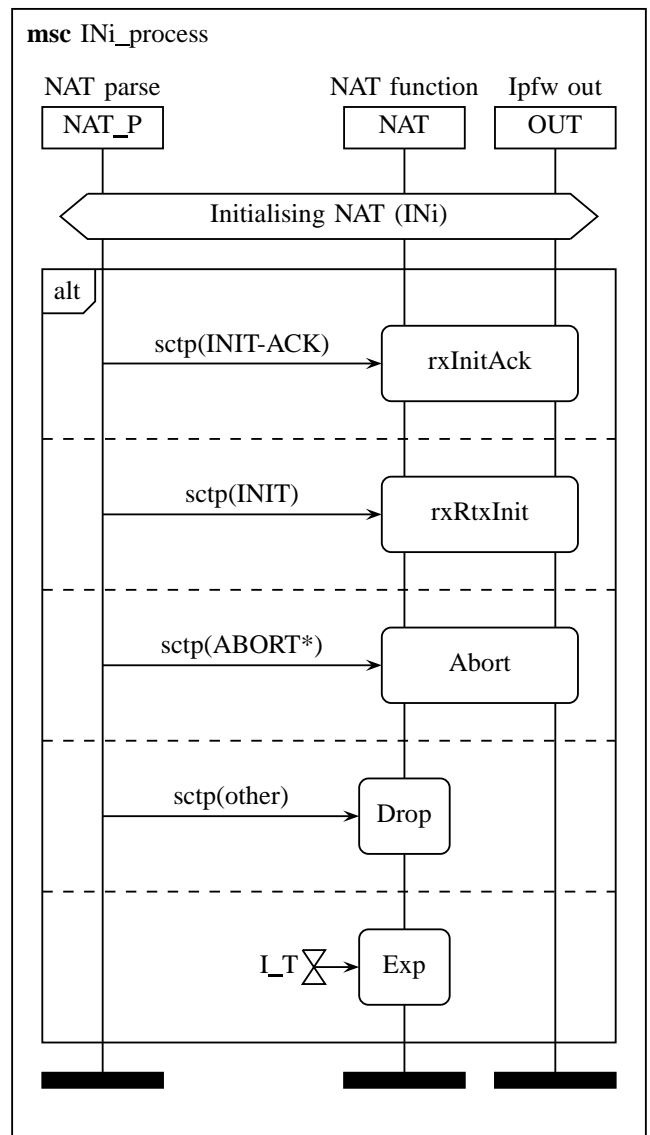 msc INi_process
NAT parse NAT function Ipfw out
NAT_P NAT OUT
Initialising NAT (INi)
alt
sctp(INIT-ACK) rxInitAck
sctp(INIT) rxRtxInit
sctp(ABORT*) Abort
sctp(other) Drop
I_T Exp